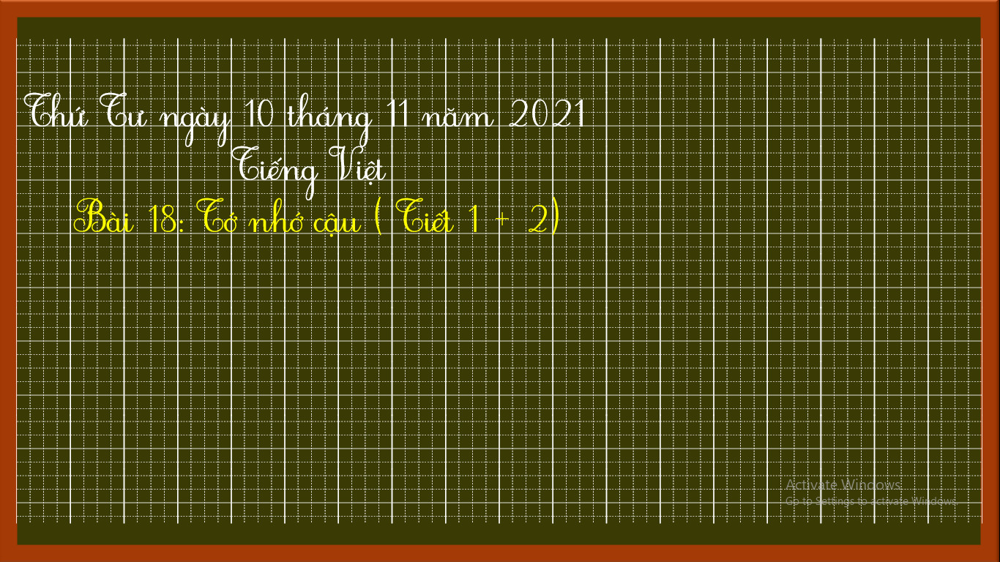 Thứ Tư ngày 10 tháng 11 năm 2021
Tiếng Việt
Bài 18: Tớ nhớ cậu ( Tiết 1 + 2)
Activate Windows
Go to Settings to activate Windows.